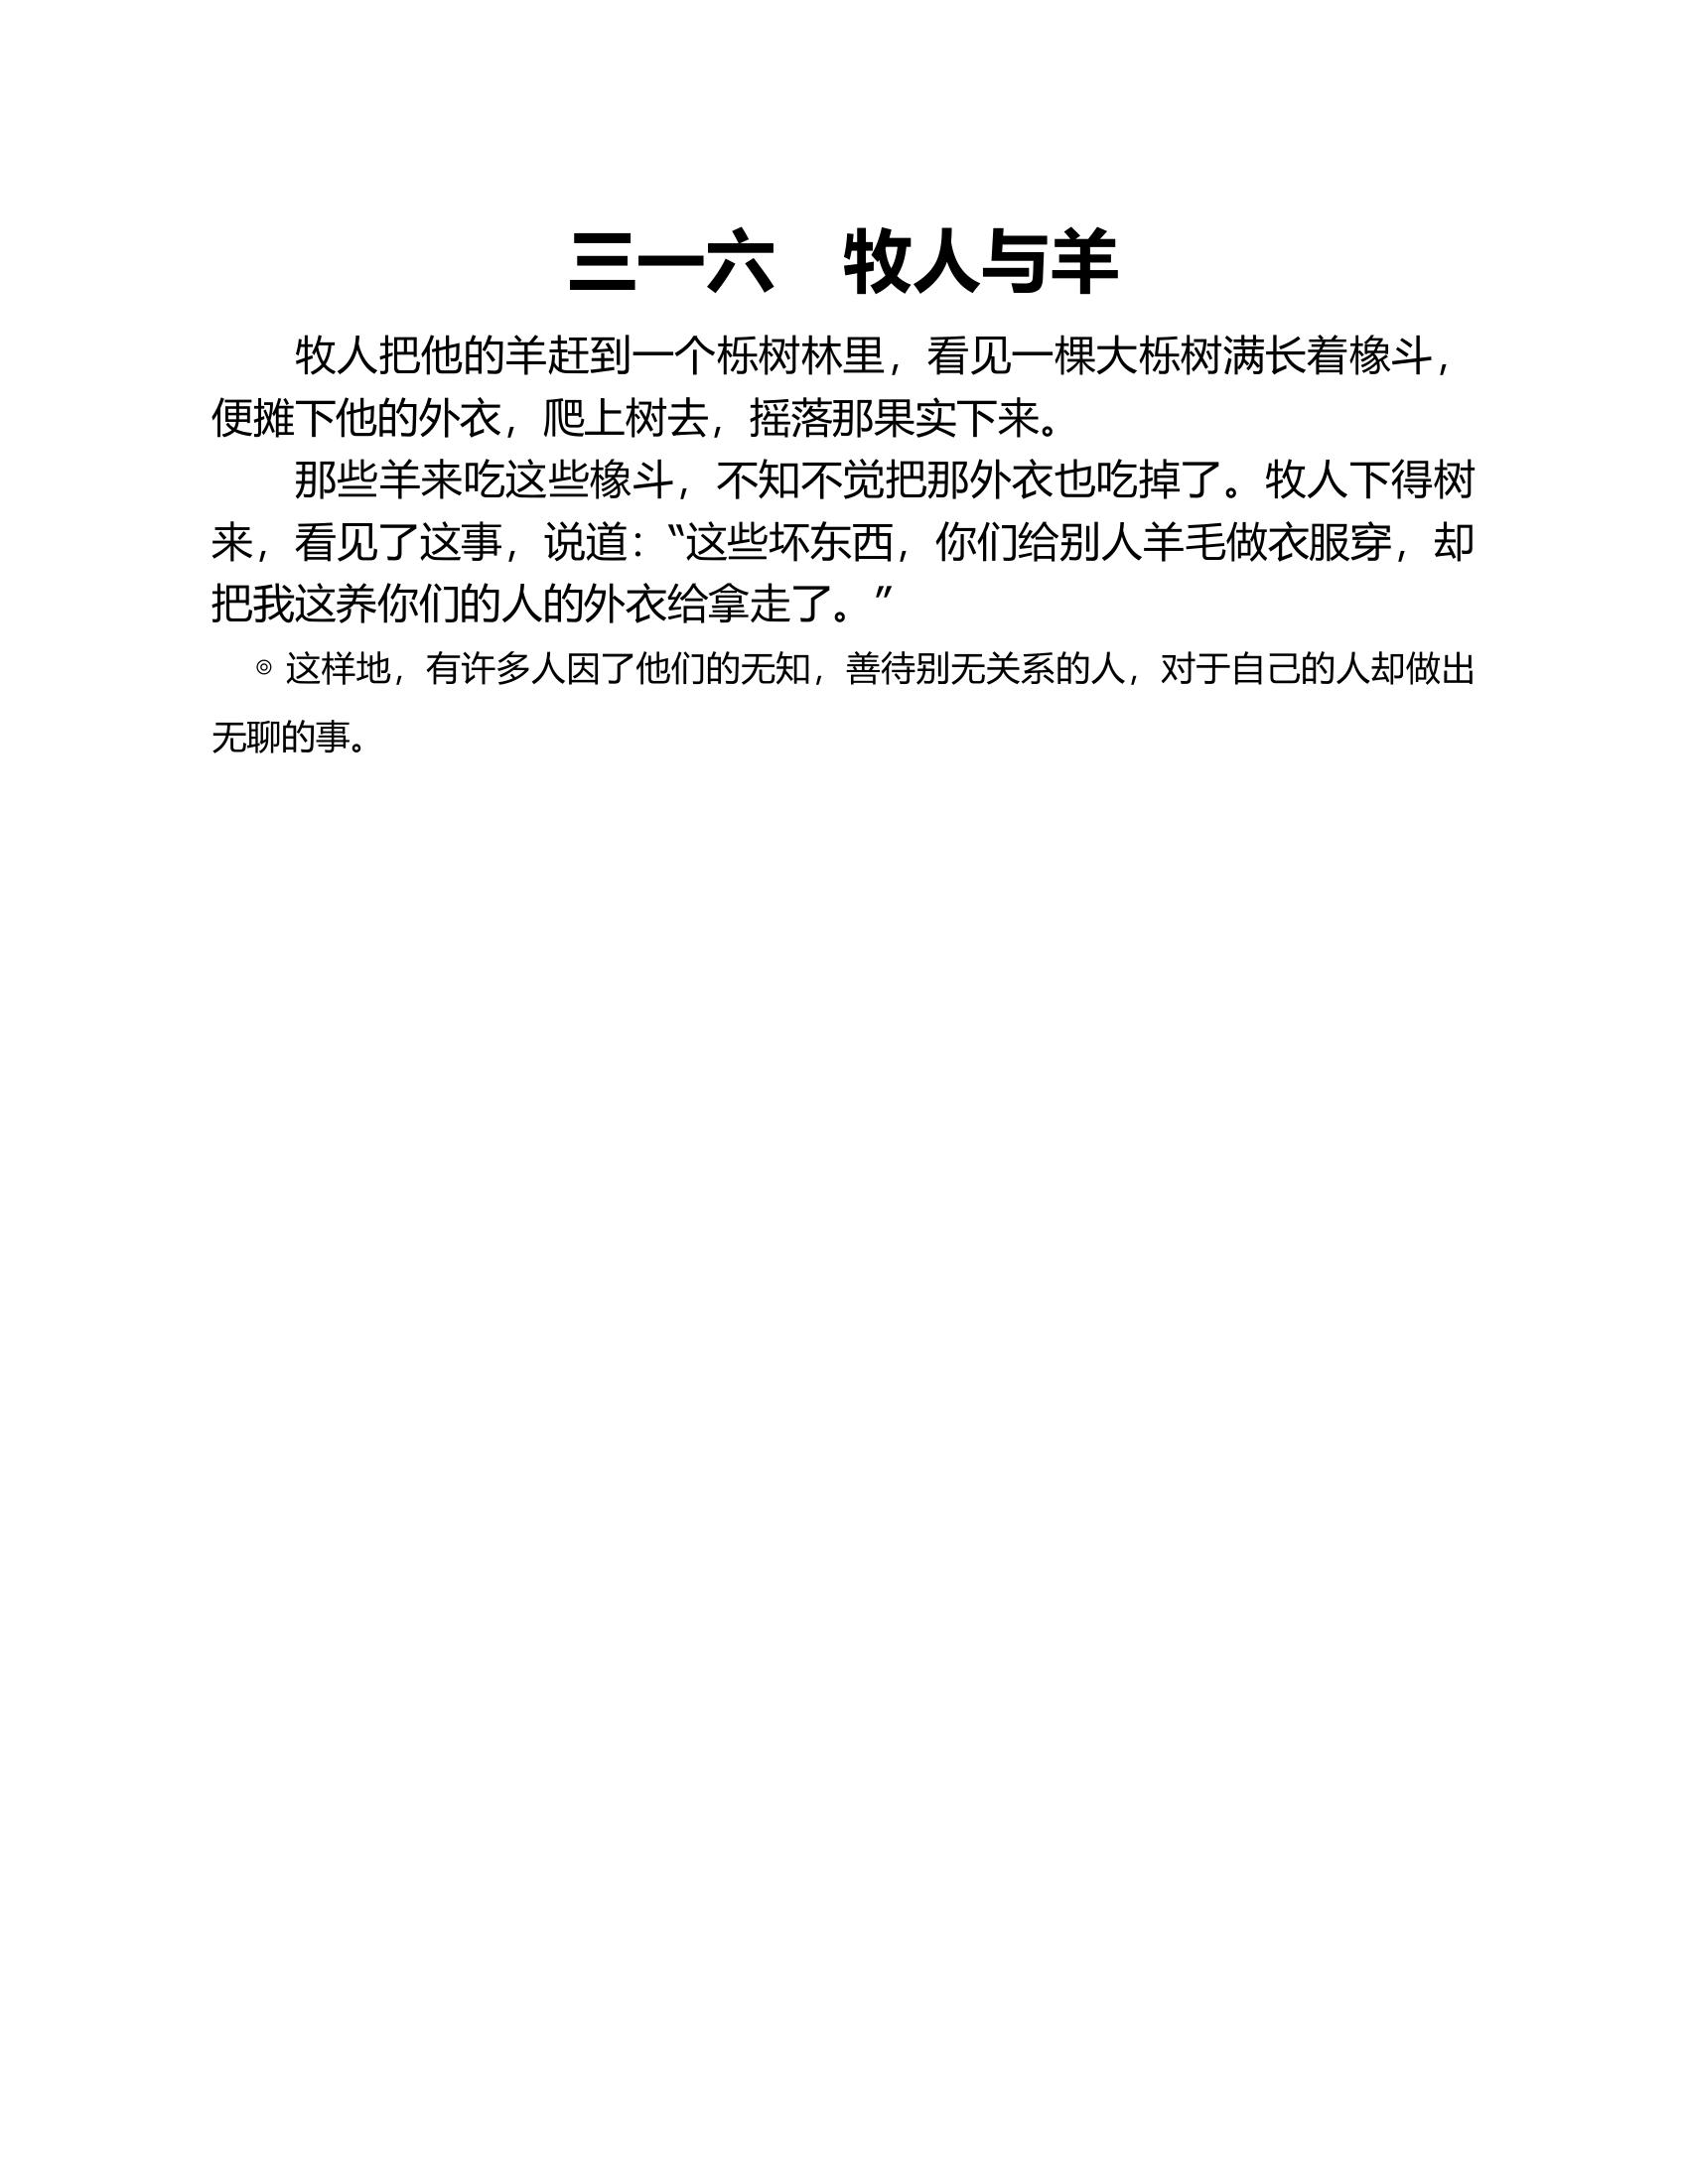 三一六　牧人与羊
牧人把他的羊赶到一个栎树林里，看见一棵大栎树满长着橡斗，
便摊下他的外衣，爬上树去，摇落那果实下来。
那些羊来吃这些橡斗，不知不觉把那外衣也吃掉了。牧人下得树
来，看见了这事，说道：“这些坏东西，你们给别人羊毛做衣服穿，却
把我这养你们的人的外衣给拿走了。”
◎ 这样地，有许多人因了他们的无知，善待别无关系的人，对于自己的人却做出
无聊的事。